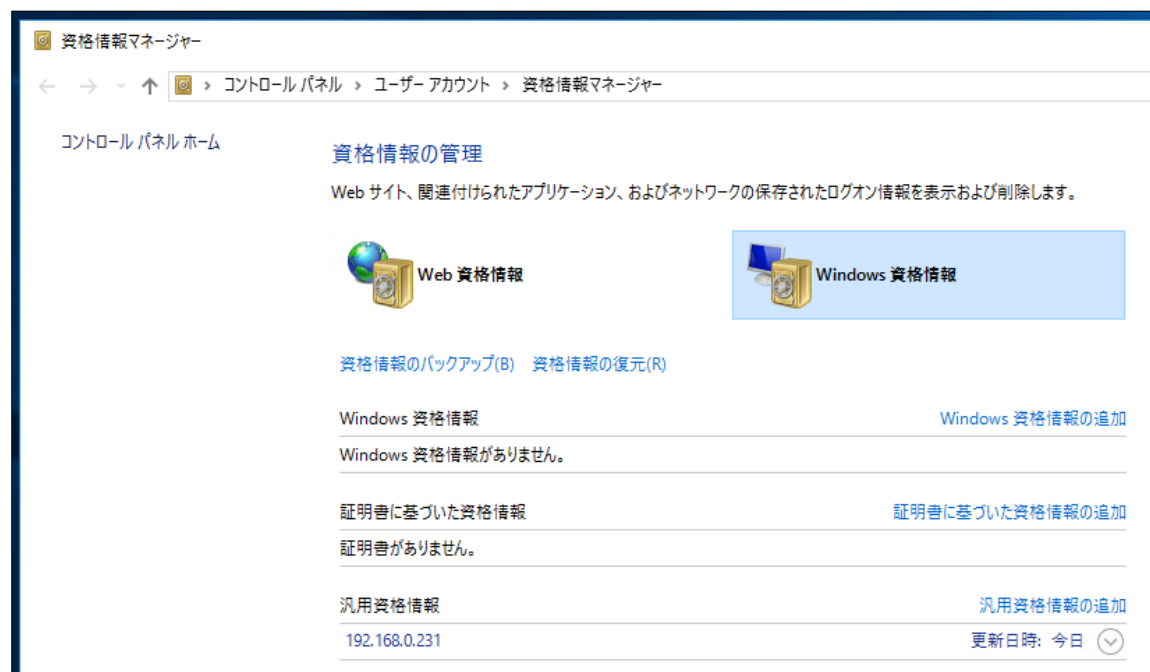 資格情報マネージャー
コントロール パネル › ユーザー アカウント › 資格情報マネージャー
コントロール パネル ホーム
資格情報の管理
Web サイト、関連付けられたアプリケーション、およびネットワークの保存されたログオン情報を表示および削除します。
Web 資格情報
Windows 資格情報
資格情報のバックアップ(B) 資格情報の復元(R)
Windows 資格情報 Windows 資格情報の追加
Windows 資格情報がありません。
証明書に基づいた資格情報 証明書に基づいた資格情報の追加
証明書がありません。
汎用資格情報 汎用資格情報の追加
192.168.0.231 更新日時: 今日